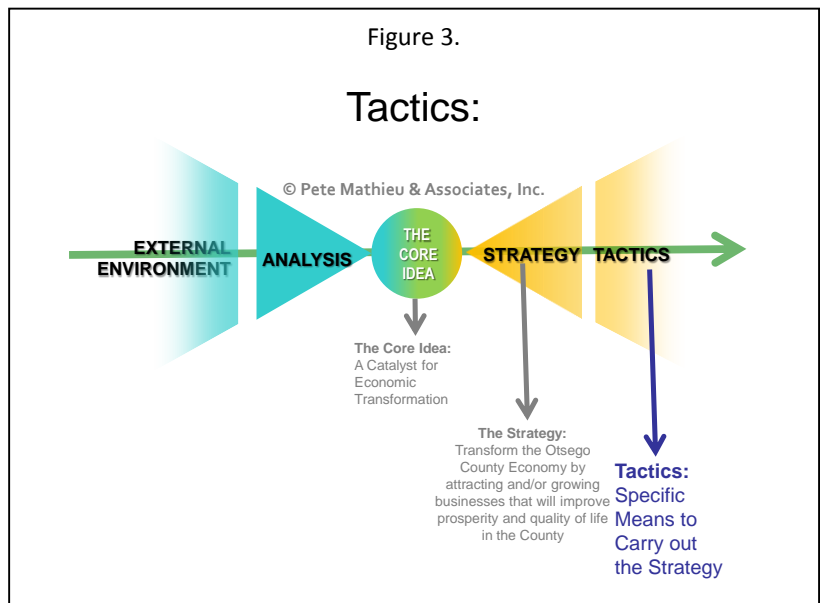 Figure 3.
Tactics:
© Pete Mathieu & Associates, Inc.
EXTERNAL
ENVIRONMENT
ANALYSIS
THE
CORE
IDEA
STRATEGY
TACTICS
The Core Idea:
A Catalyst for
Economic
Transformation
The Strategy:
Transform the Otsego
County Economy by
attracting and/or growing
businesses that will improve
prosperity and quality of life
in the County
Tactics:
Specific
Means to
Carry out
the Strategy